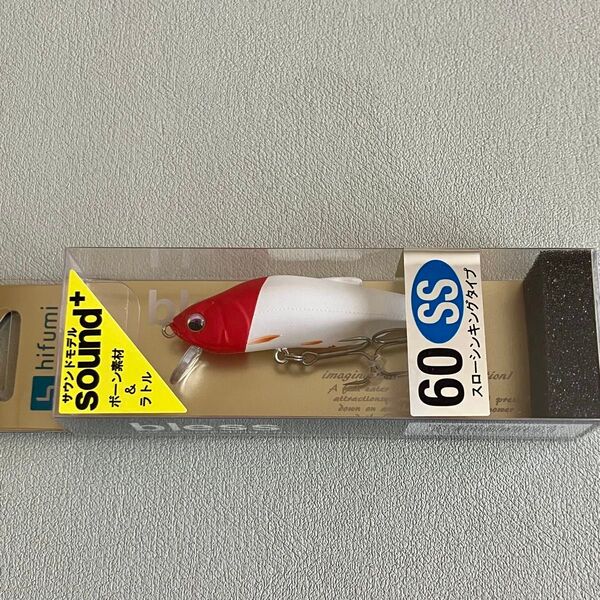 hifumi
サウンドモデル
sound+
ボーン素材
&
ラトル
bless
60 SS
スローシンキングタイプ
bless